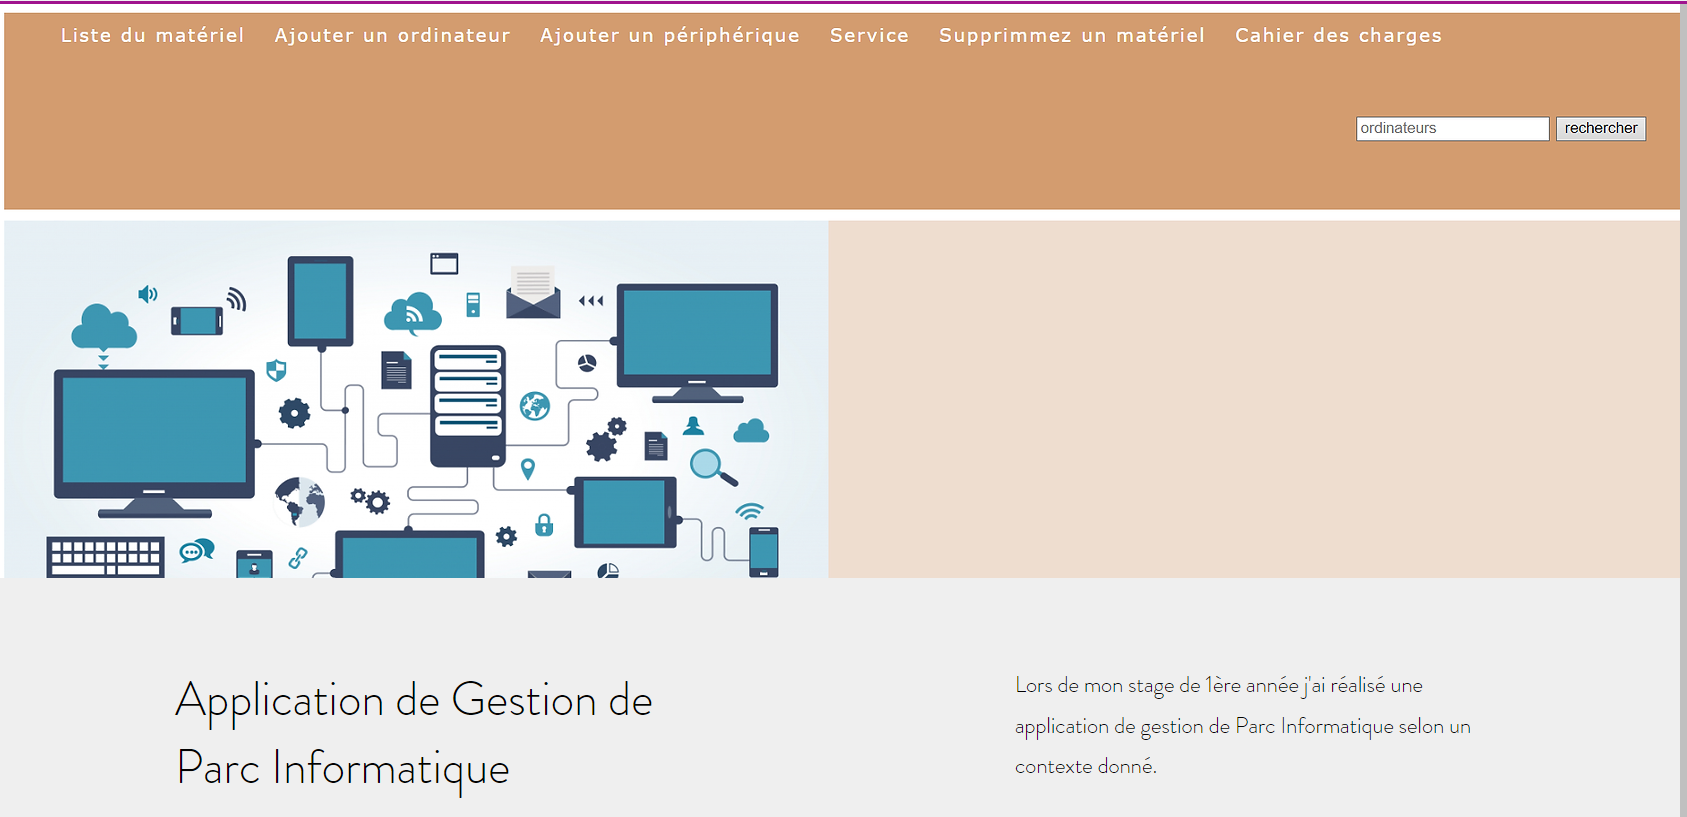 Liste du matériel Ajouter un ordinateur Ajouter un périphérique Service Supprimmez un matériel Cahier des charges
ordinateurs rechercher
Application de Gestion de
Parc Informatique
Lors de mon stage de 1ère année j'ai réalisé une
application de gestion de Parc Informatique selon un
contexte donné.